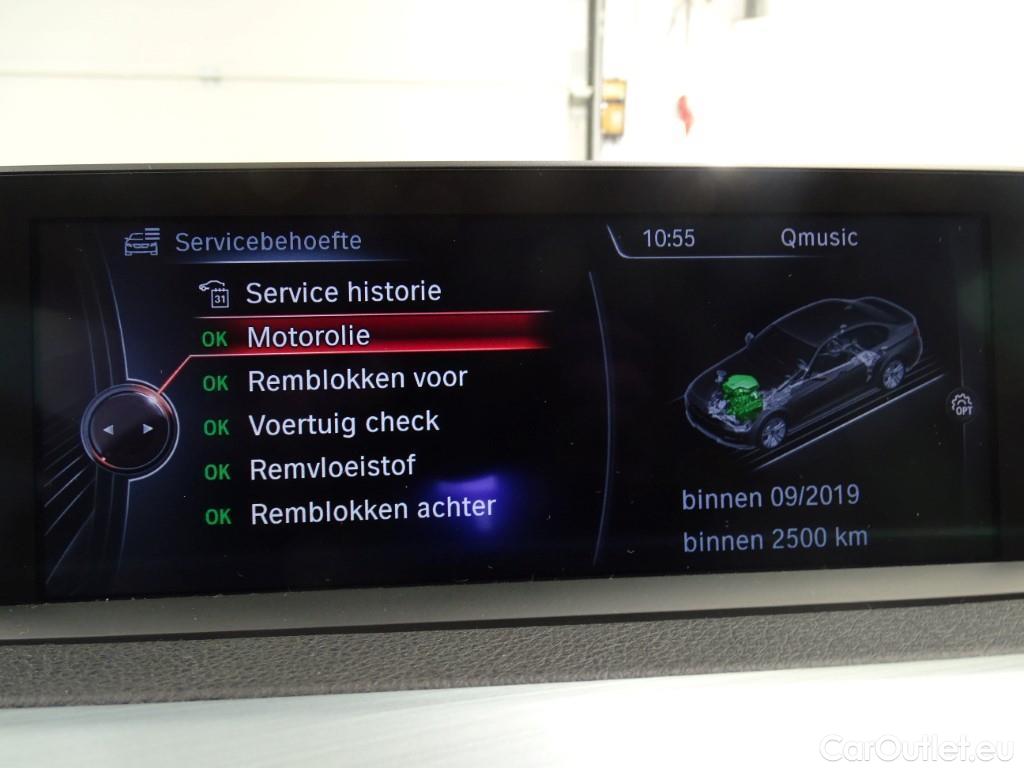 Servicebehoefte
10:55 Qmusic
31 Service historie
OK Motorolie
OK Remblokken voor
OK Voertuig check
OK Remvloeistof
OK Remblokken achter
OPT
binnen 09/2019
binnen 2500 km
CarOutlet.eu